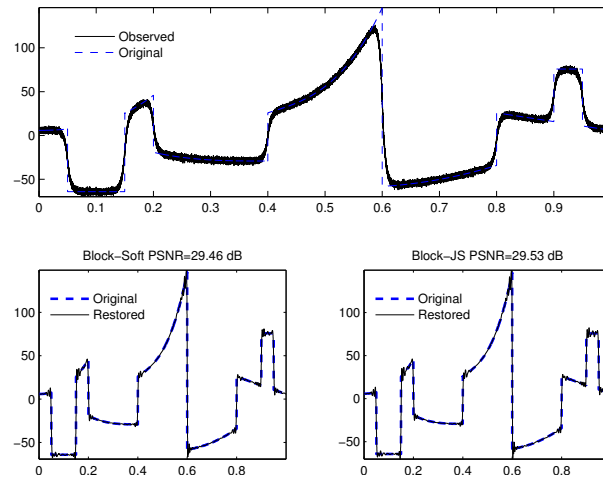 100
50
0
−50
Observed
Original
0 0.1 0.2 0.3 0.4 0.5 0.6 0.7 0.8 0.9
Block−Soft PSNR=29.46 dB
100
50
0
−50
Original
Restored
0 0.2 0.4 0.6 0.8
Block−JS PSNR=29.53 dB
100
50
0
−50
Original
Restored
0 0.2 0.4 0.6 0.8